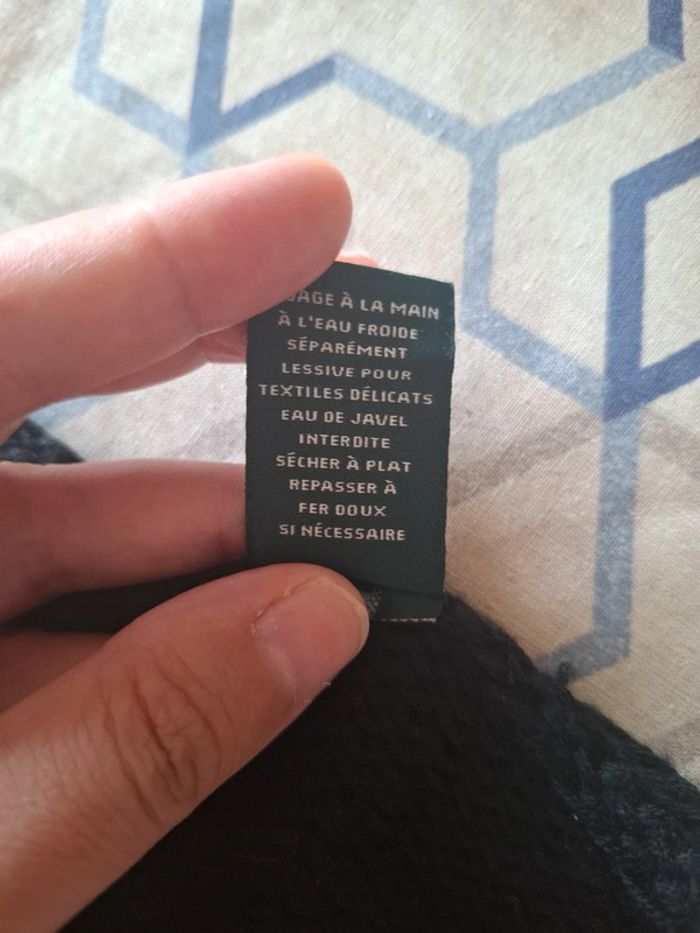 À LA MAIN
À L'EAU FROIDE
SÉPARÉMENT
LESSIVE POUR
TEXTILES DÉLICATS
EAU DE JAVEL
INTERDITE
SÉCHER À PLAT
REPASSER À
FER DOUX
SI NÉCESSAIRE